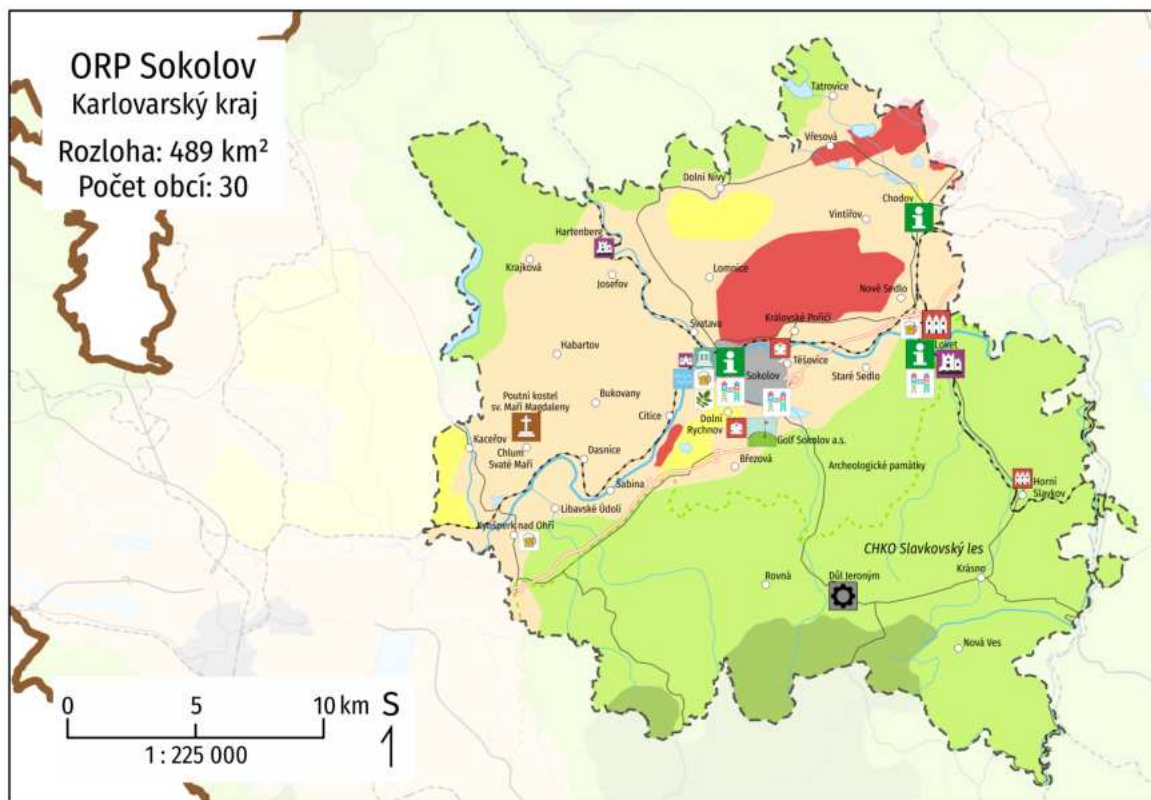 ORP Sokolov
Karlovarský kraj
Rozloha: 489 km²
Počet obcí: 30
Tatrovice
Vřesová
Dolní Nivy
Chodov
Vintířov
Hartenberg
Krajková
Josefov
Lomnice
Nové Sedlo
Svatava
Královské Poříčí
Loket
Habartov
Sokolov
Těšovice
Staré Sedlo
Bukovany
Poutní kostel
sv. Maří Magdaleny
Citice
Dolní
Rychnov
Golf Sokolov a.s.
Kaceřov
Chlum
Svaté Maří
Dasnice
Březová
Archeologické památky
Šabina
Horní
Slavkov
Libavské Údolí
Kynšperk nad Ohří
CHKO Slavkovský les
Rovná
Důl Jeroným
Krásno
Nová Ves
0 5 10 km
S
1 : 225 000